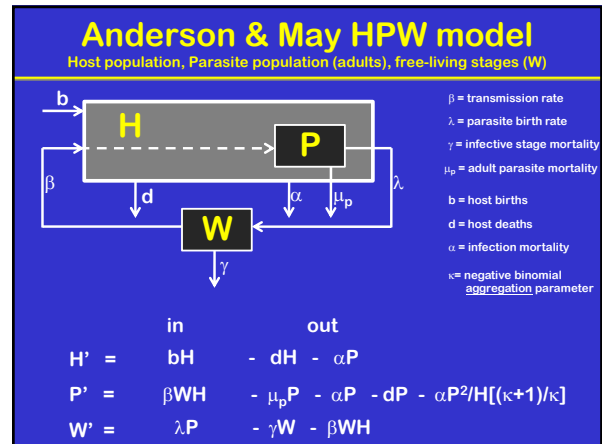 Anderson & May HPW model
Host population, Parasite population (adults), free-living stages (W)
b
H
P
β
d
α
μp
λ
W
γ
β = transmission rate
λ = parasite birth rate
γ = infective stage mortality
μp = adult parasite mortality
b = host births
d = host deaths
α = infection mortality
κ= negative binomial
aggregation parameter
in out
H' = bH - dH - αP
P' = βWH - μpP - αP - dP - αP²/H[(κ+1)/κ]
W' = λP - γW - βWH